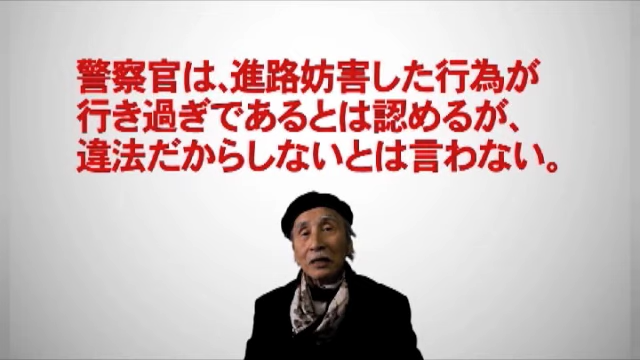 警察官は、進路妨害した行為が
行き過ぎであるとは認めるが、
違法だからしないとは言わない。